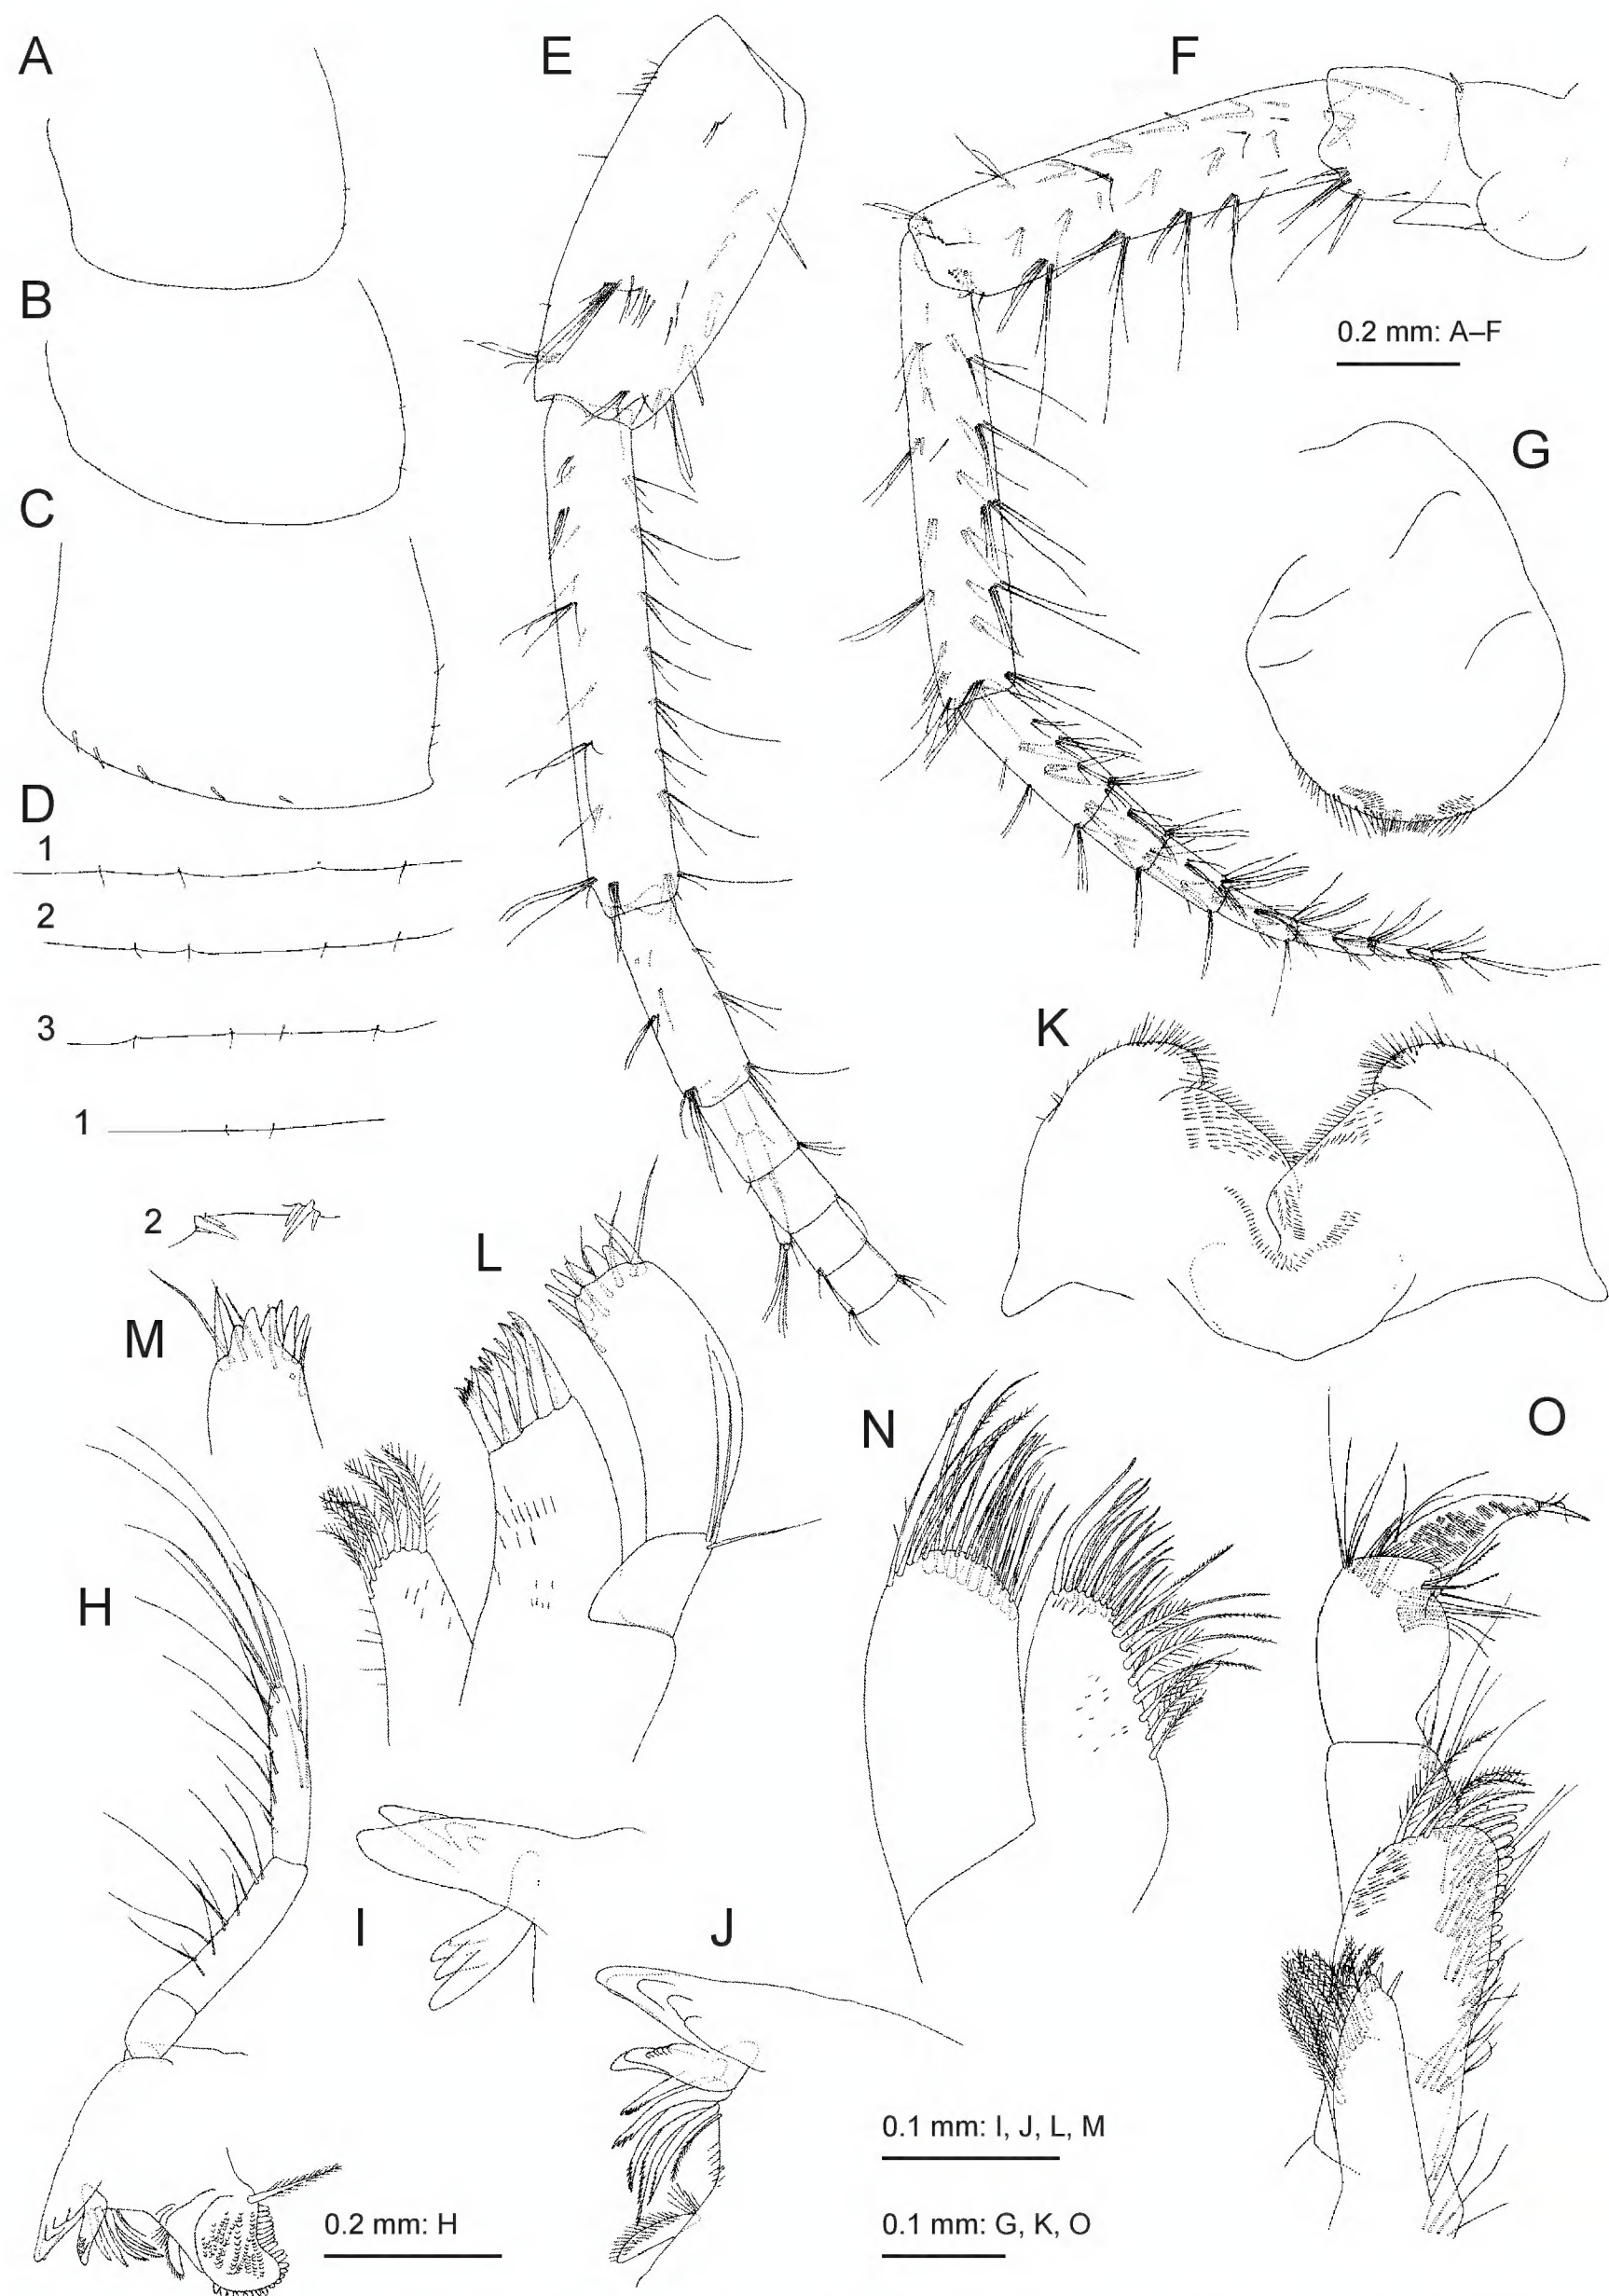 A
E
F
B
0.2 mm: A–F
G
C
D
1
2
3
K
1
2
L
M
N
O
H
I
J
0.1 mm: I, J, L, M
0.2 mm: H
0.1 mm: G, K, O